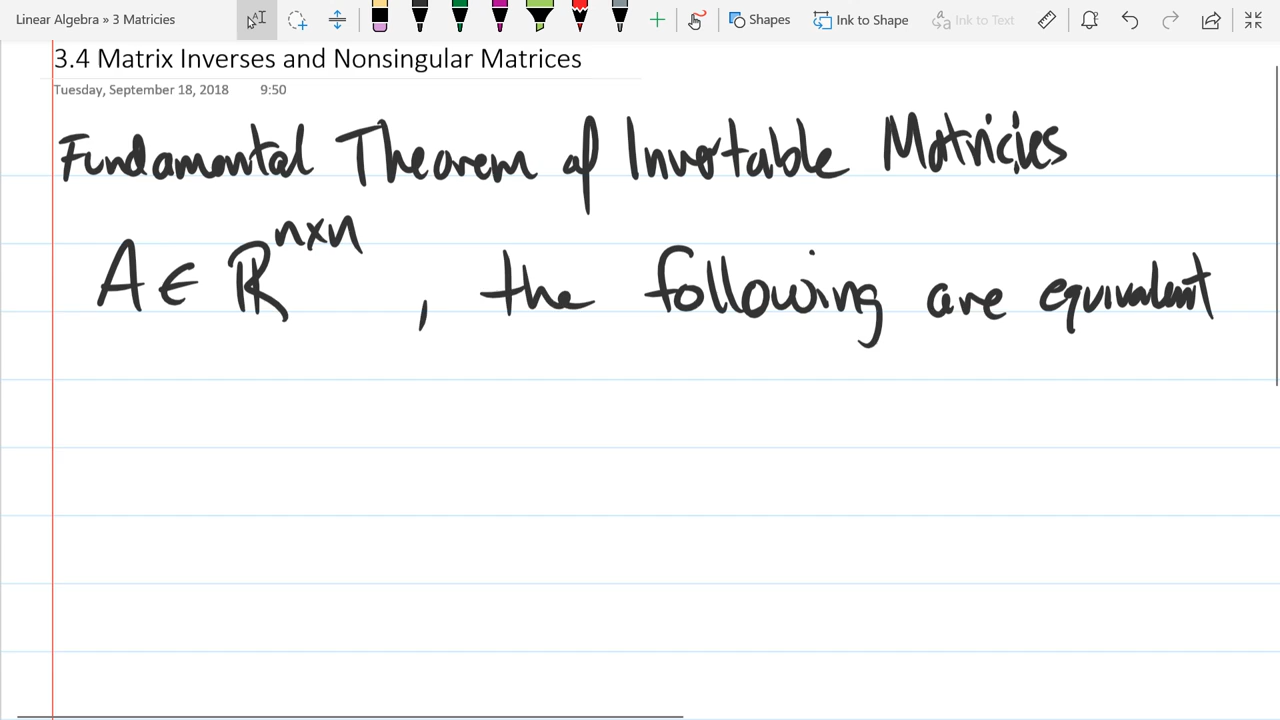 Linear Algebra » 3 Matricies
Shapes
Ink to Shape
Ink to Text
3.4 Matrix Inverses and Nonsingular Matrices
Tuesday, September 18, 2018 9:50
Fundamental Theorem of Invertable Matricies
A ∈ ℝ^{n×n} , the following are equivalent